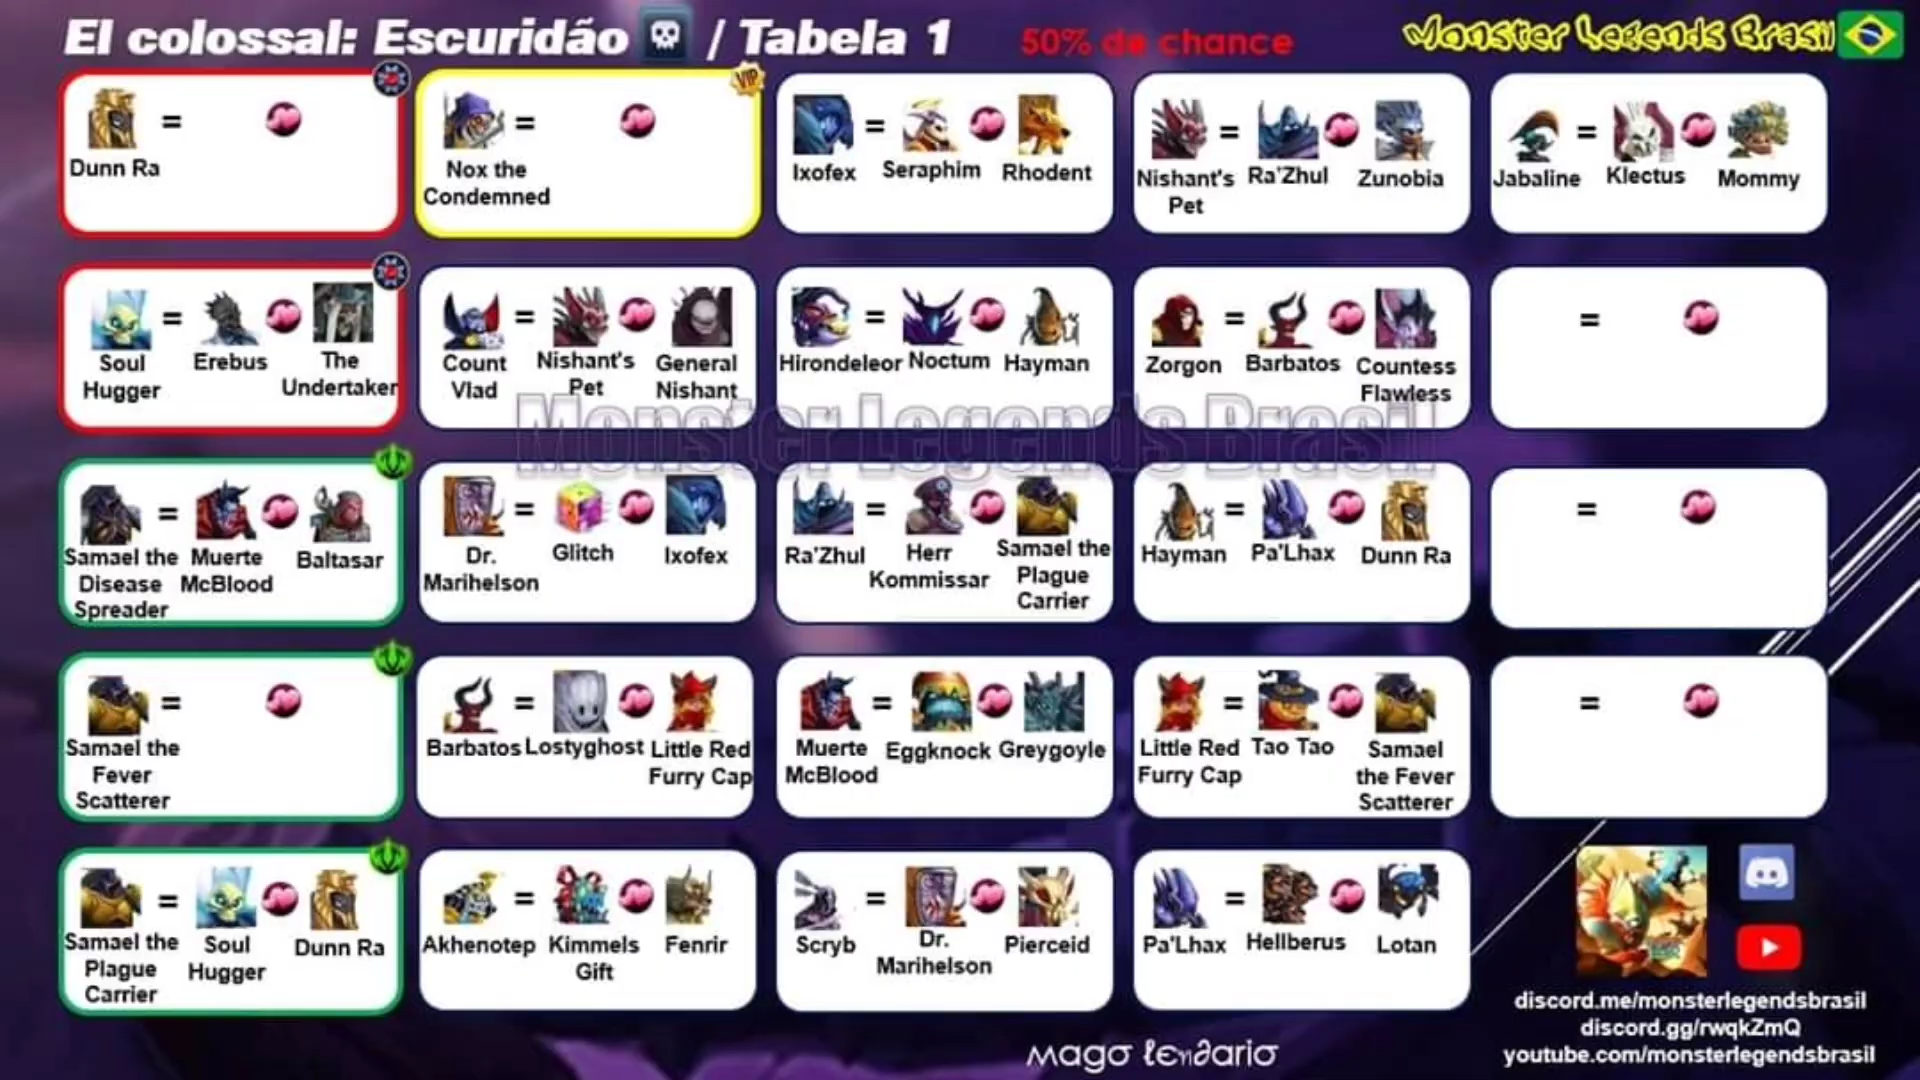 El colossal: Escuridão / Tabela 1
50% de chance
Monster Legends Brasil
VIP
Dunn Ra
=
Nox the
Condemned
=
Ixofex
=
Seraphim
Rhodent
Nishant's
Pet
=
Ra'Zhul
Zunobia
Jabaline
=
Klectus
Mommy
Soul
Hugger
=
Erebus
The
Undertaker
Count
Vlad
=
Nishant's
Pet
General
Nishant
Hirondeleor
=
Noctum
Hayman
Zorgon
=
Barbatos
Countess
Flawless
=
Monster Legends Brasil
Samael the
Disease
Spreader
=
Muerte
McBlood
Baltasar
Dr.
Marihelson
=
Glitch
Ixofex
Ra'Zhul
=
Herr
Kommissar
Samael the
Plague
Carrier
Hayman
=
Pa'Lhax
Dunn Ra
=
Samael the
Fever
Scatterer
=
Barbatos
=
Lostyghost
Little Red
Furry Cap
Muerte
McBlood
=
Eggknock
Greygoyle
Little Red
Furry Cap
=
Tao Tao
Samael
the Fever
Scatterer
=
Samael the
Plague
Carrier
=
Soul
Hugger
Dunn Ra
Akhenotep
=
Kimmels
Gift
Fenrir
Scryb
=
Dr.
Marihelson
Pierceid
Pa'Lhax
=
Hellberus
Lotan
discord.me/monsterlegendsbrasil
discord.gg/rwqkZmQ
youtube.com/monsterlegendsbrasil
Mago Lendario